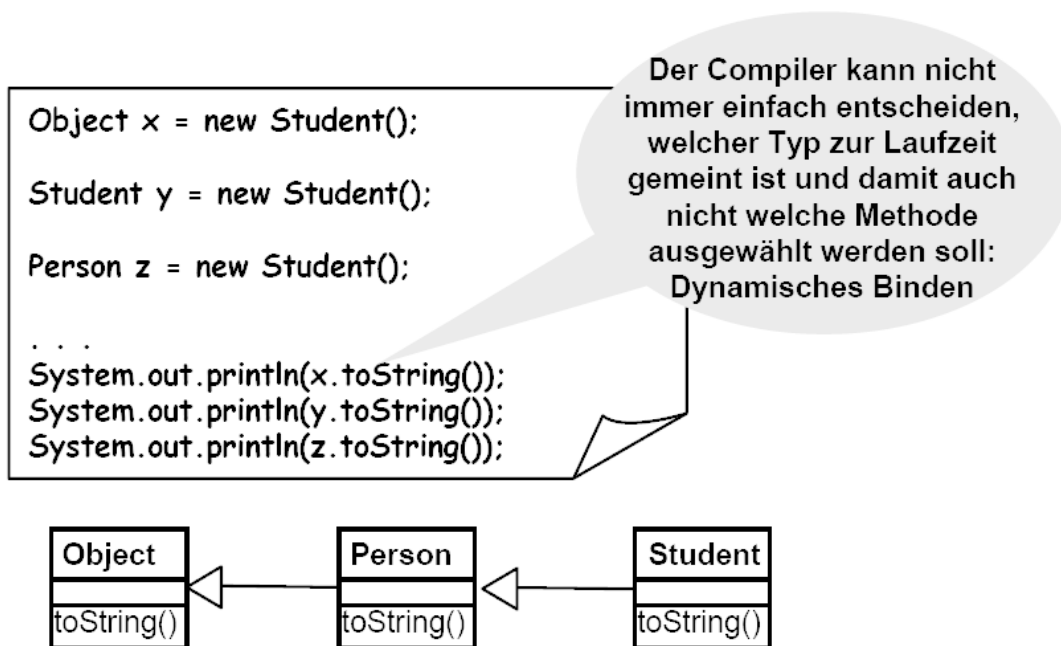 Der Compiler kann nicht
immer einfach entscheiden,
welcher Typ zur Laufzeit
gemeint ist und damit auch
nicht welche Methode
ausgewählt werden soll:
Dynamisches Binden
Object x = new Student();
Student y = new Student();
Person z = new Student();
. . .
System.out.println(x.toString());
System.out.println(y.toString());
System.out.println(z.toString());
Object
toString()
Person
toString()
Student
toString()